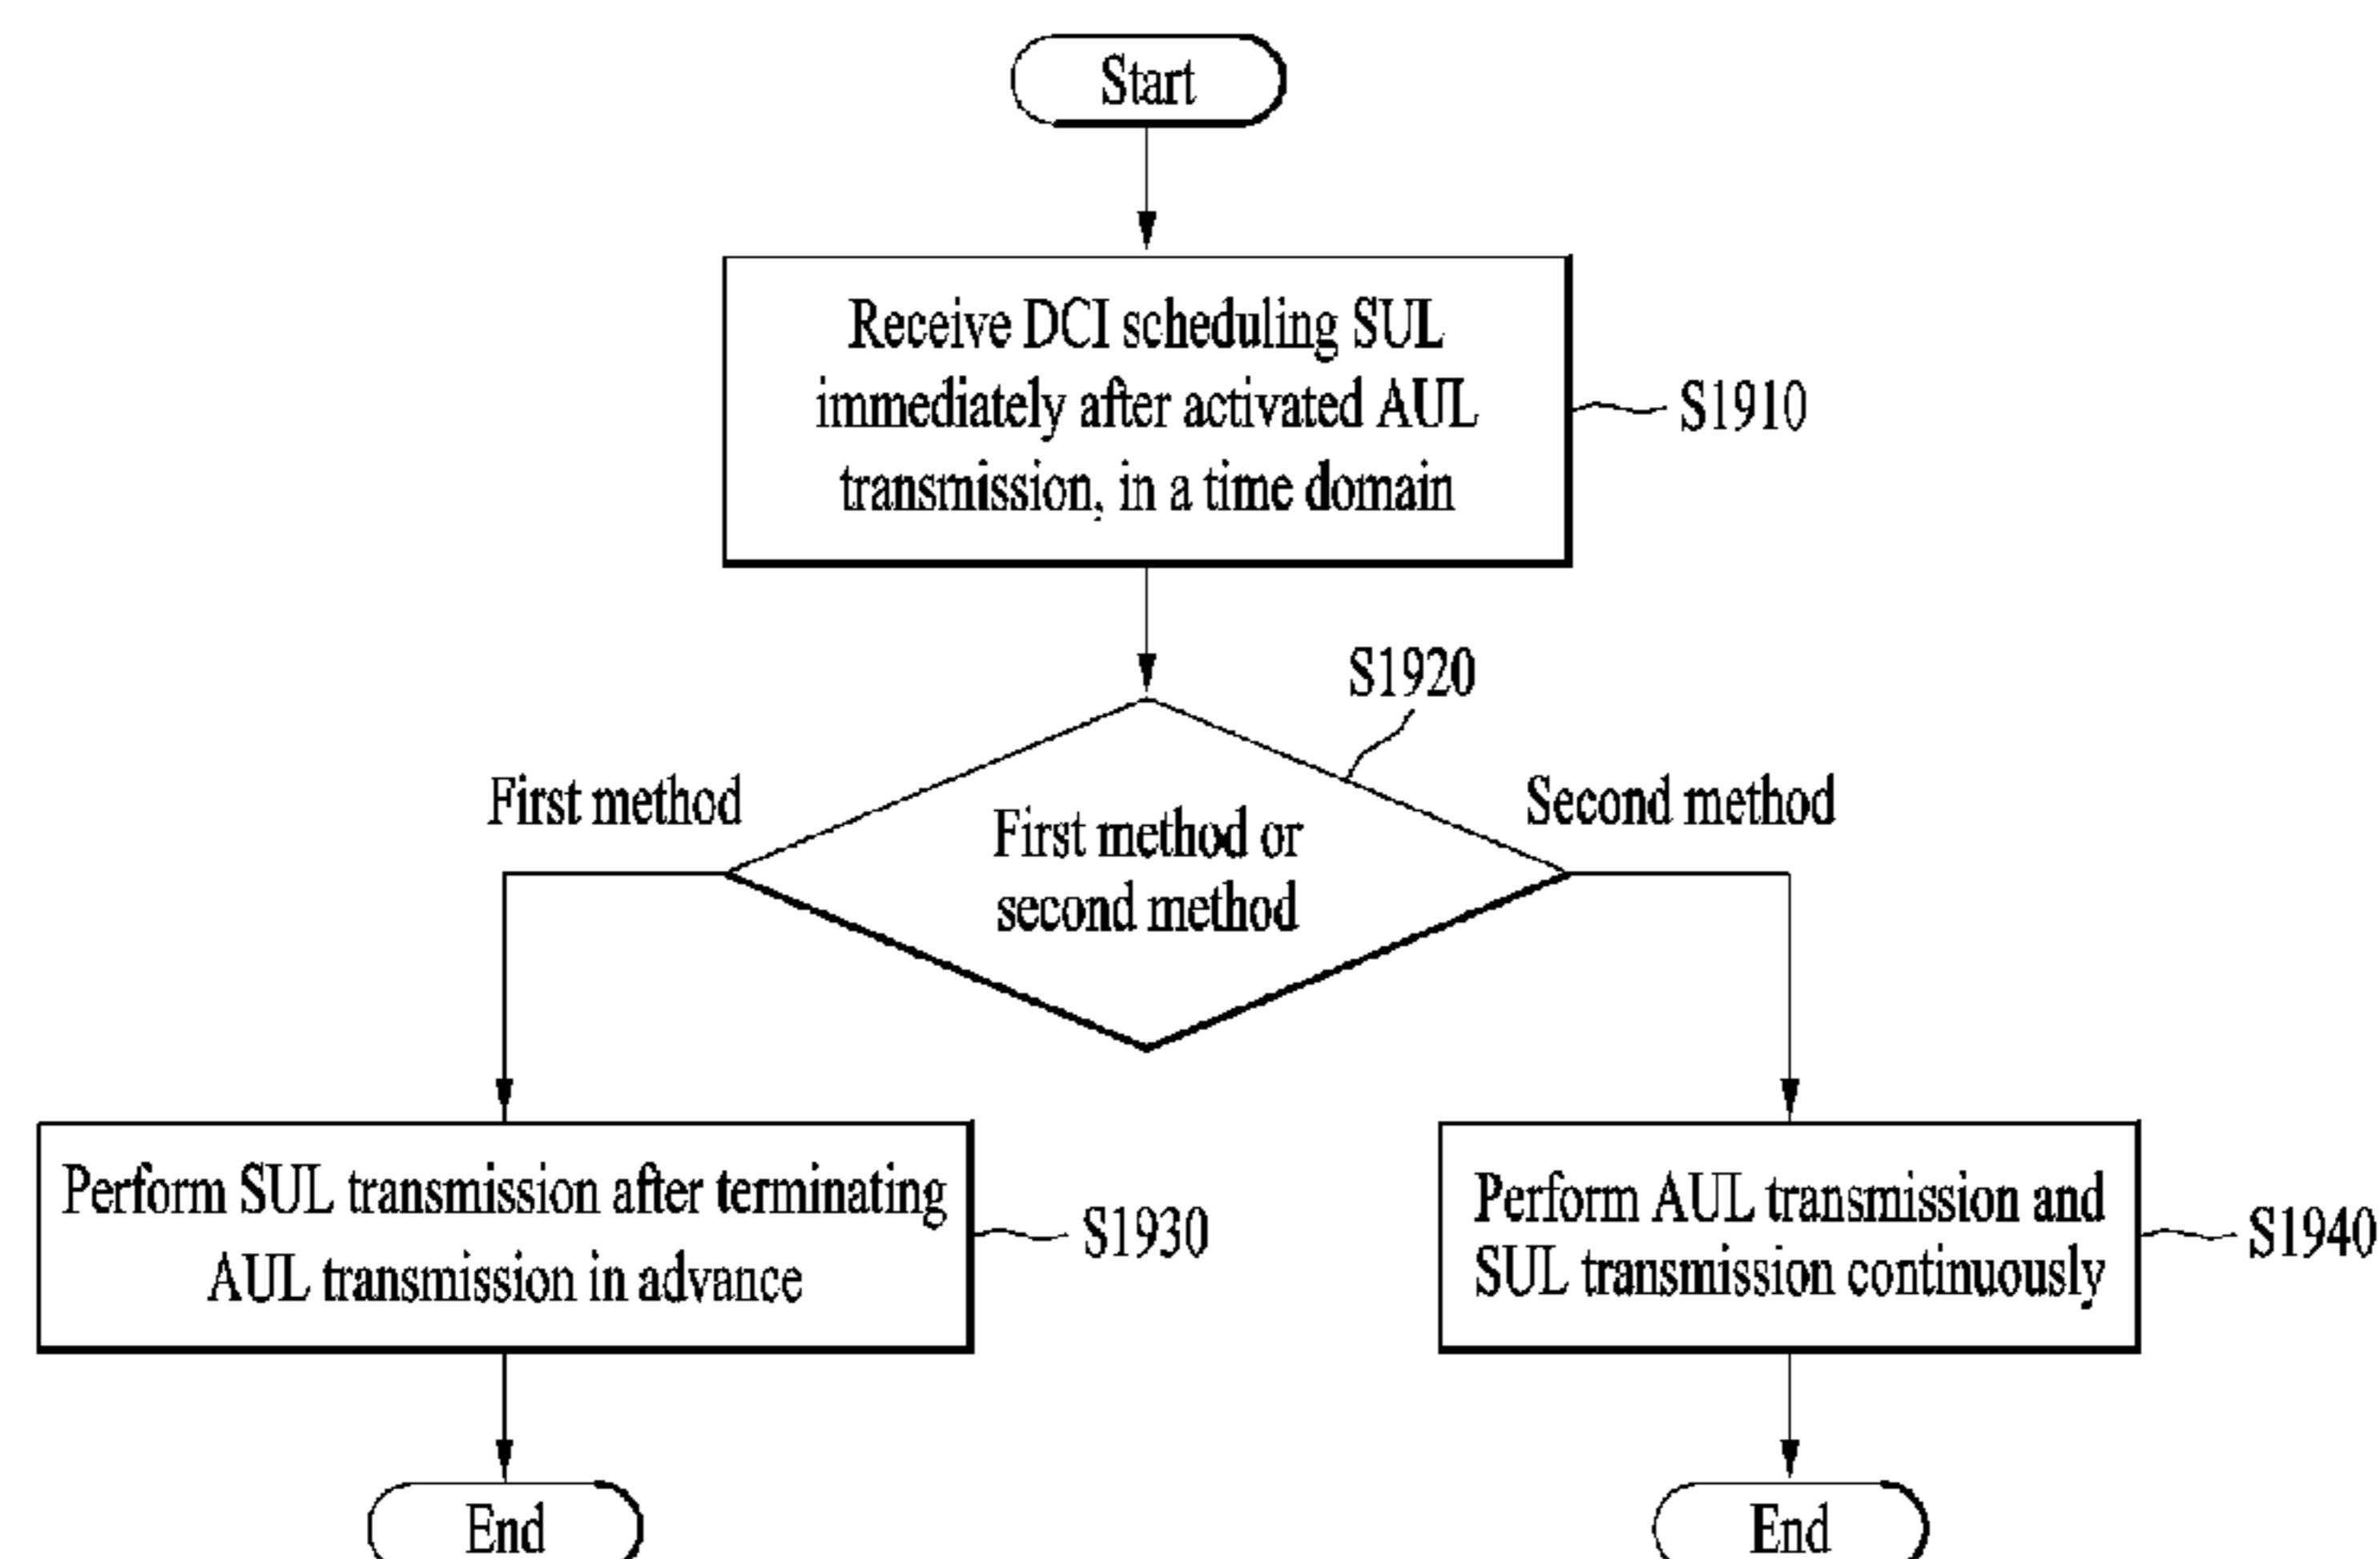 Start
Receive DCI scheduling SUL
immediately after activated AUL
transmission, in a time domain
S1910
S1920
First method
Second method
First method or
second method
Perform SUL transmission after terminating
AUL transmission in advance
S1930
Perform AUL transmission and
SUL transmission continuously
S1940
End
End